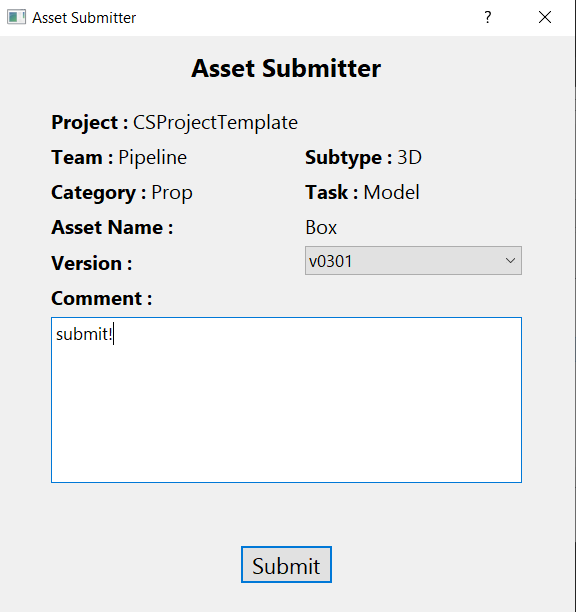 Asset Submitter
Asset Submitter
Project : CSProjectTemplate
Team : Pipeline Subtype : 3D
Category : Prop Task : Model
Asset Name : Box
Version : v0301
Comment :
submit!
Submit